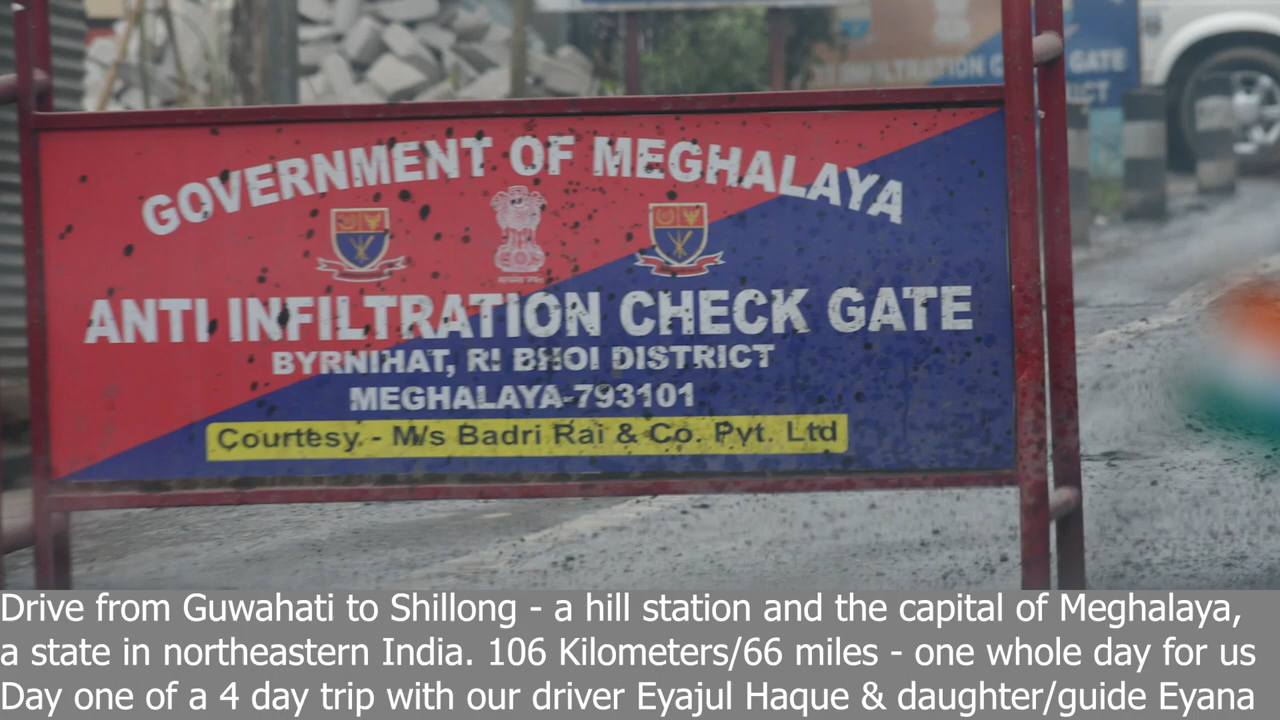 INFILTRATION C GATE
GOVERNMENT OF MEGHALAYA
ANTI INFILTRATION CHECK GATE
BYRNIHAT, RI BHOI DISTRICT
MEGHALAYA-793101
Courtesy.- M/s Badri Rai & Co. Pvt. Ltd
Drive from Guwahati to Shillong - a hill station and the capital of Meghalaya,
a state in northeastern India. 106 Kilometers/66 miles - one whole day for us
Day one of a 4 day trip with our driver Eyajul Haque & daughter/guide Eyana